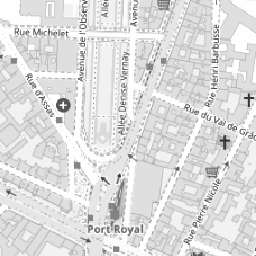 Rue Michelet
Avenue de l'Observ
Allée
Avenue
Rue Henri Barbusse
Allée Denise Vernay
Rue d'Assas
Rue du Val de Grâc
Rue Pierre Nicole
Port Royal